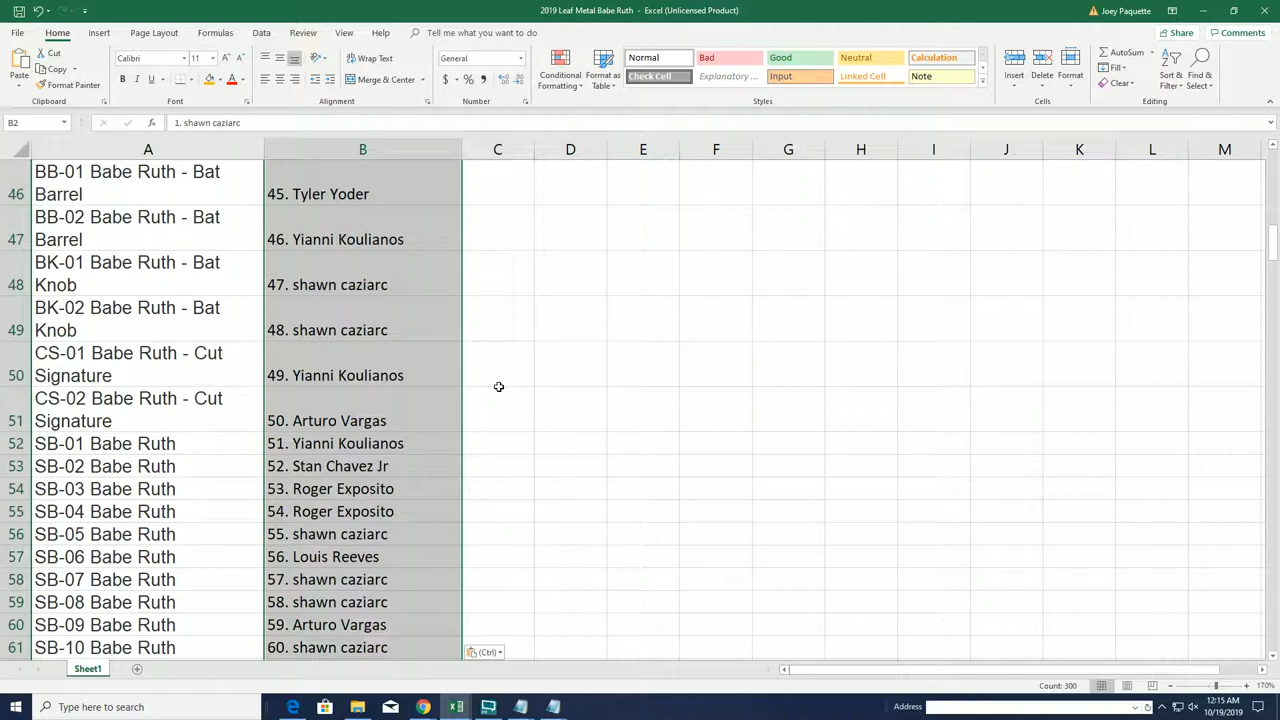 2019 Leaf Metal Babe Ruth - Excel (Unlicensed Product)
Joey Paquette
File Home Insert Page Layout Formulas Data Review View Help Tell me what you want to do
Share Comments
Paste
Cut
Copy
Format Painter
Clipboard
Calibri 11
B I U
Font
Wrap Text
Merge & Center
Alignment
General
$ % ,
Number
Conditional Formatting
Format as Table
Normal Bad Good Neutral Calculation
Check Cell Explanatory ... Input Linked Cell Note
Styles
Insert Delete Format
Cells
AutoSum
Fill
Clear
Sort & Filter
Find & Select
Editing
B2 fx 1. shawn caziarc
A B C D E F G H I J K L M
BB-01 Babe Ruth - Bat
46 Barrel 45. Tyler Yoder
BB-02 Babe Ruth - Bat
47 Barrel 46. Yianni Koulianos
BK-01 Babe Ruth - Bat
48 Knob 47. shawn caziarc
BK-02 Babe Ruth - Bat
49 Knob 48. shawn caziarc
CS-01 Babe Ruth - Cut
50 Signature 49. Yianni Koulianos
CS-02 Babe Ruth - Cut
51 Signature 50. Arturo Vargas
52 SB-01 Babe Ruth 51. Yianni Koulianos
53 SB-02 Babe Ruth 52. Stan Chavez Jr
54 SB-03 Babe Ruth 53. Roger Exposito
55 SB-04 Babe Ruth 54. Roger Exposito
56 SB-05 Babe Ruth 55. shawn caziarc
57 SB-06 Babe Ruth 56. Louis Reeves
58 SB-07 Babe Ruth 57. shawn caziarc
59 SB-08 Babe Ruth 58. shawn caziarc
60 SB-09 Babe Ruth 59. Arturo Vargas
61 SB-10 Babe Ruth 60. shawn caziarc
(Ctrl)
Sheet1
Count: 300
170%
Type here to search
Address
12:15 AM
10/19/2019